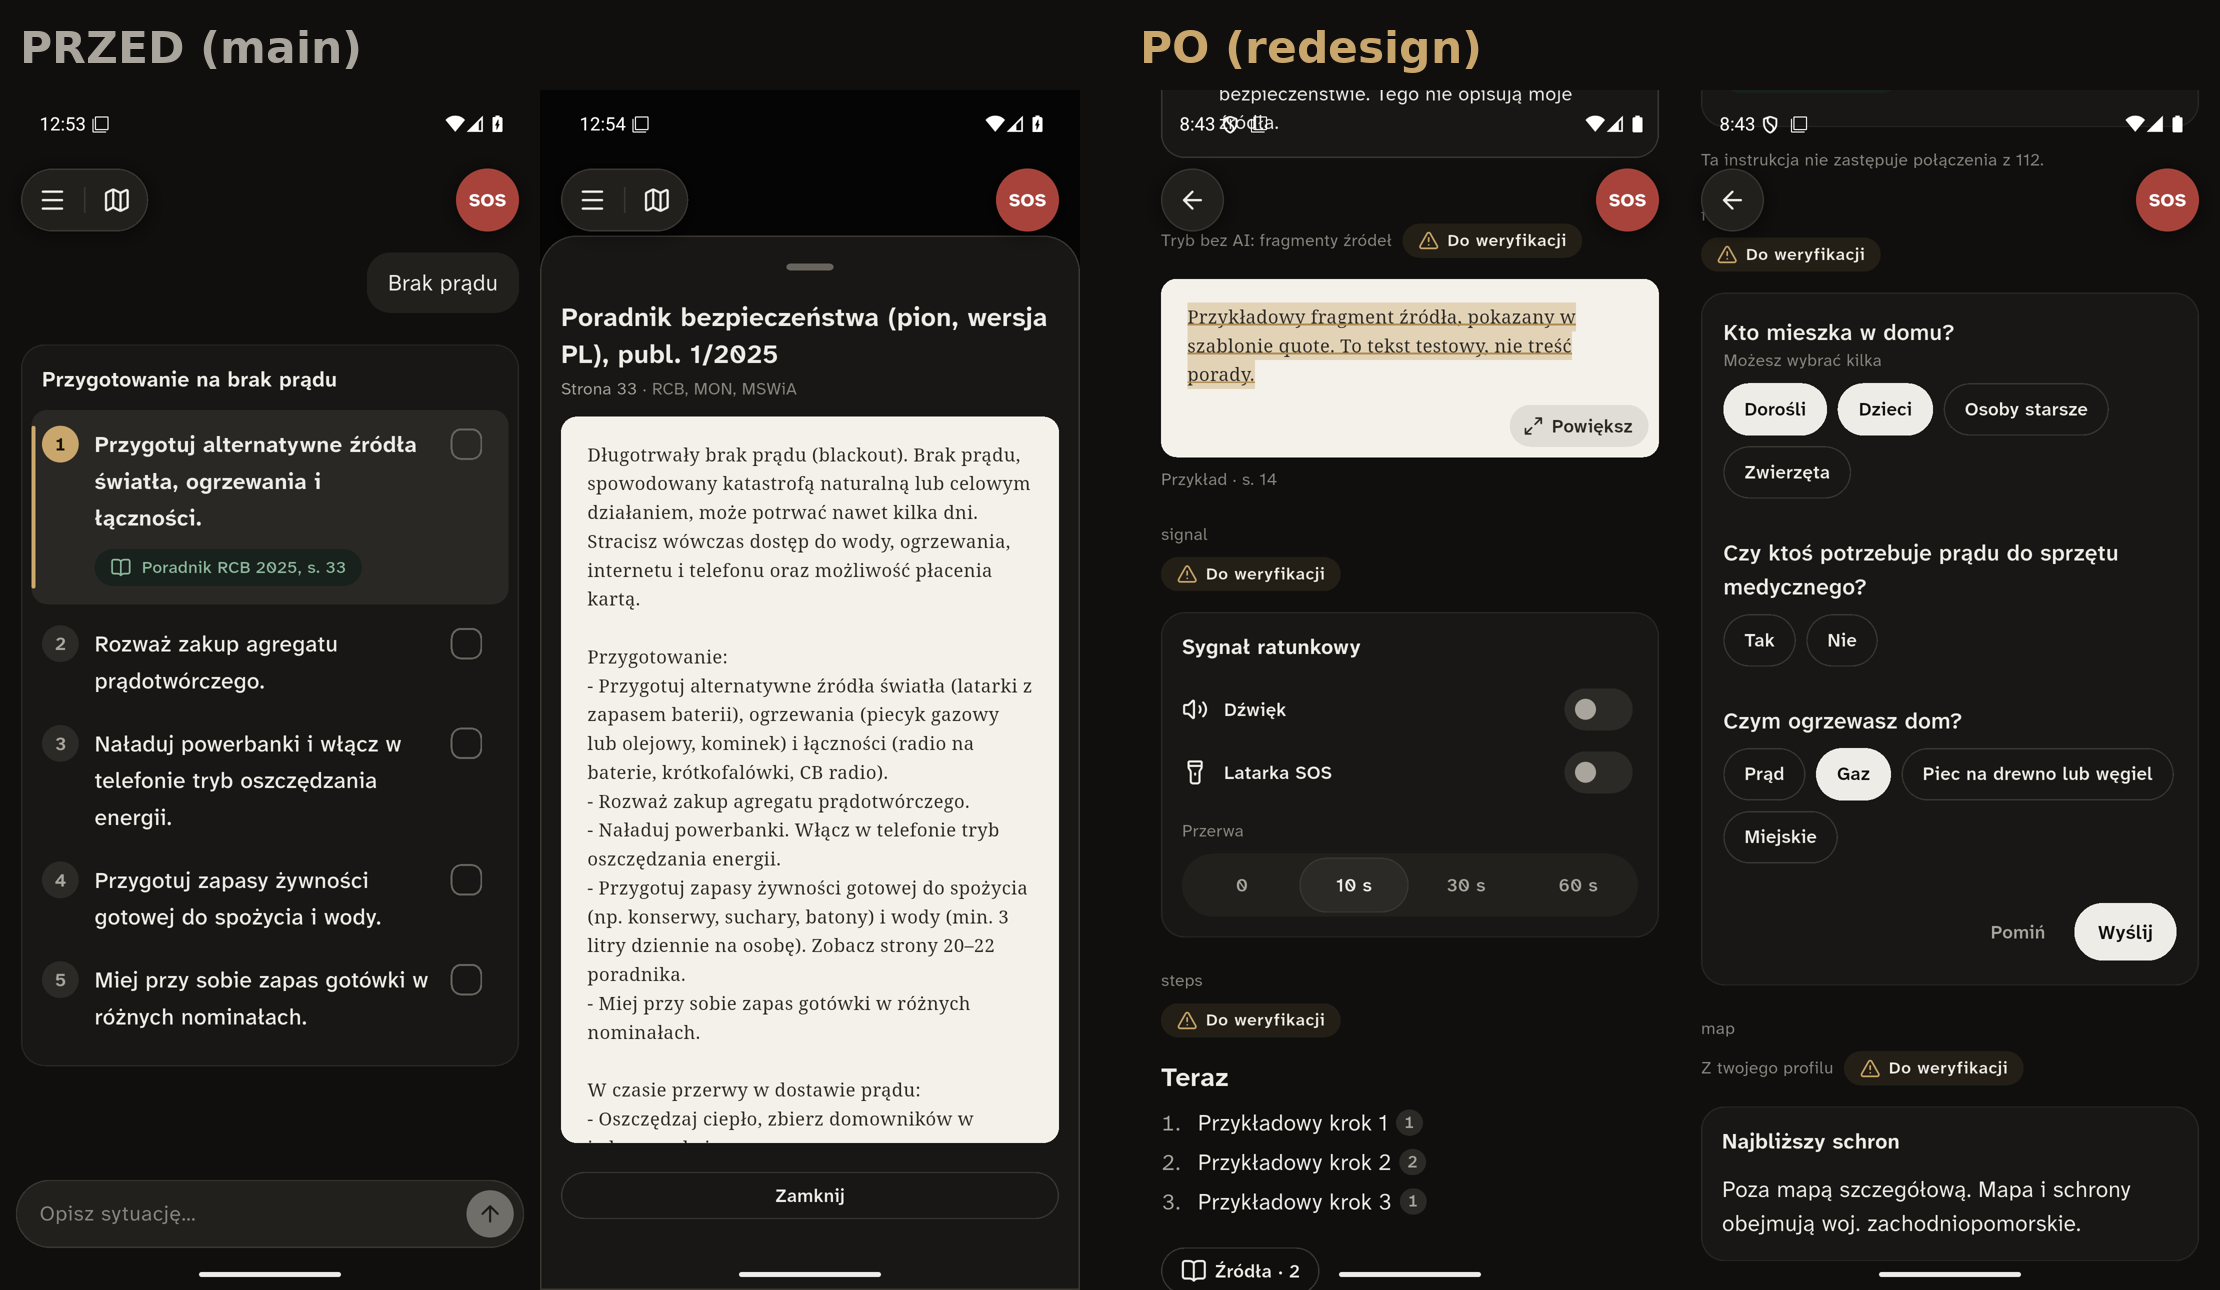 PRZED (main)
12:53
SOS
Brak prądu
Przygotowanie na brak prądu
1 Przygotuj alternatywne źródła
światła, ogrzewania i
łączności.
Poradnik RCB 2025, s. 33
2 Rozważ zakup agregatu
prądotwórczego.
3 Naładuj powerbanki i włącz w
telefonie tryb oszczędzania
energii.
4 Przygotuj zapasy żywności
gotowej do spożycia i wody.
5 Miej przy sobie zapas gotówki w
różnych nominałach.
Opisz sytuację...
12:54
SOS
Poradnik bezpieczeństwa (pion, wersja
PL), publ. 1/2025
Strona 33 · RCB, MON, MSWiA
Długotrwały brak prądu (blackout). Brak prądu,
spowodowany katastrofą naturalną lub celowym
działaniem, może potrwać nawet kilka dni.
Stracisz wówczas dostęp do wody, ogrzewania,
internetu i telefonu oraz możliwość płacenia
kartą.
Przygotowanie:
- Przygotuj alternatywne źródła światła (latarki z
zapasem baterii), ogrzewania (piecyk gazowy
lub olejowy, kominek) i łączności (radio na
baterie, krótkofalówki, CB radio).
- Rozważ zakup agregatu prądotwórczego.
- Naładuj powerbanki. Włącz w telefonie tryb
oszczędzania energii.
- Przygotuj zapasy żywności gotowej do spożycia
(np. konserwy, suchary, batony) i wody (min. 3
litry dziennie na osobę). Zobacz strony 20–22
poradnika.
- Miej przy sobie zapas gotówki w różnych
nominałach.
W czasie przerwy w dostawie prądu:
- Oszczędzaj ciepło, zbierz domowników w
Zamknij
PO (redesign)
bezpieczeństwie. Tego nie opisują moje
źródła.
8:43
SOS
Tryb bez AI: fragmenty źródeł
Do weryfikacji
Przykładowy fragment źródła, pokazany w
szablonie quote. To tekst testowy, nie treść
porady.
Powiększ
Przykład · s. 14
signal
Do weryfikacji
Sygnał ratunkowy
Dźwięk
Latarka SOS
Przerwa
0 10 s 30 s 60 s
steps
Do weryfikacji
Teraz
1. Przykładowy krok 1 1
2. Przykładowy krok 2 2
3. Przykładowy krok 3 1
Źródła · 2
8:43
Ta instrukcja nie zastępuje połączenia z 112.
SOS
Do weryfikacji
Kto mieszka w domu?
Możesz wybrać kilka
Dorośli Dzieci Osoby starsze
Zwierzęta
Czy ktoś potrzebuje prądu do sprzętu
medycznego?
Tak Nie
Czym ogrzewasz dom?
Prąd Gaz Piec na drewno lub węgiel
Miejskie
Pomiń Wyślij
map
Z twojego profilu
Do weryfikacji
Najbliższy schron
Poza mapą szczegółową. Mapa i schrony
obejmują woj. zachodniopomorskie.